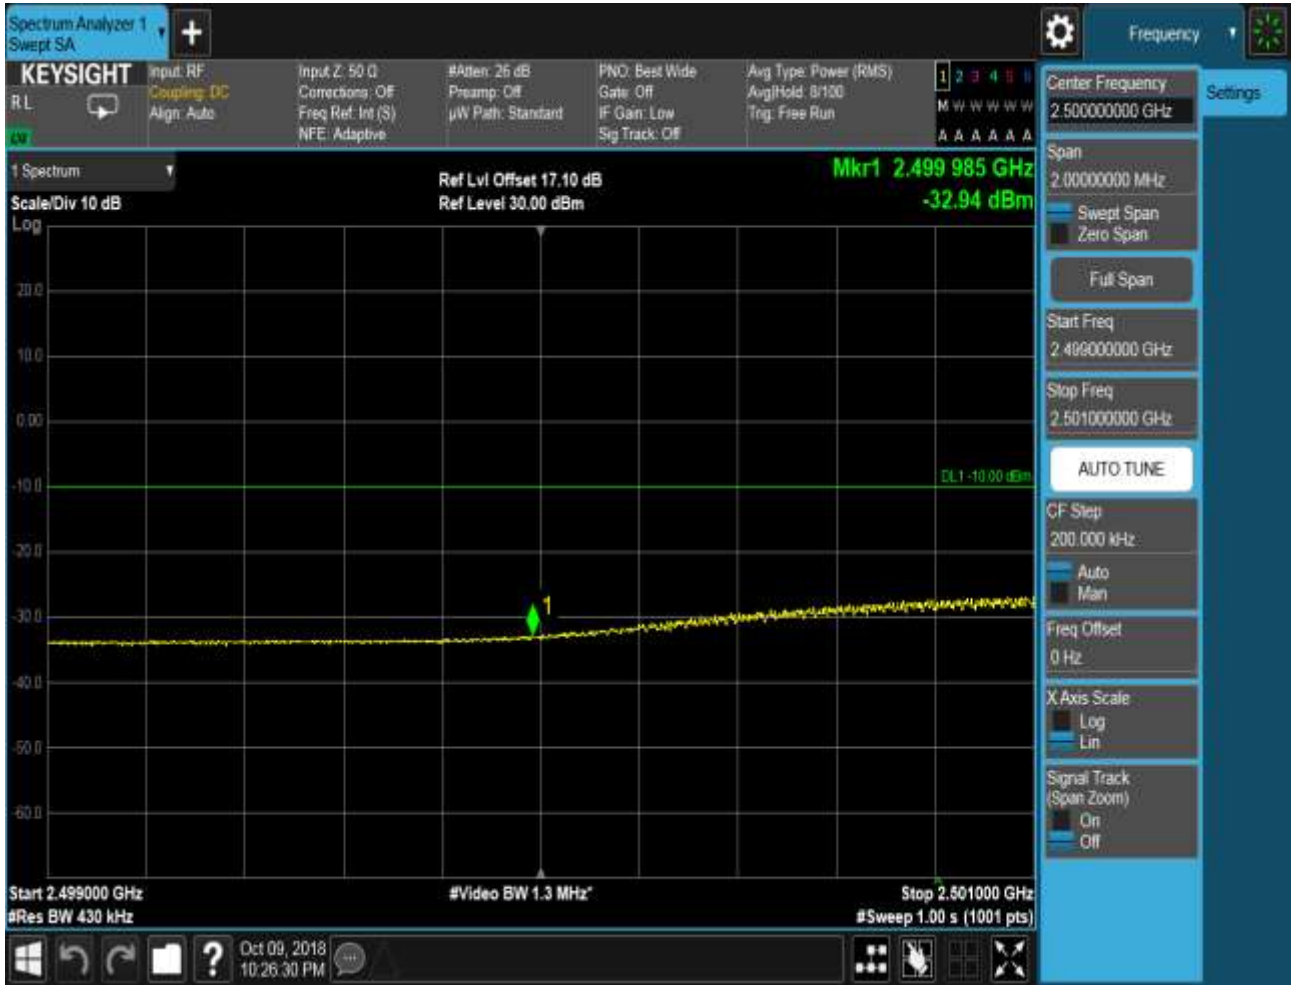 Spectrum Analyzer 1
Swept SA
Frequency
KEYSIGHT
R L
Input: RF
Coupling: DC
Align: Auto
Input Z: 50 Ω
Corrections: Off
Freq Ref: Int (S)
NFE: Adaptive
#Atten: 26 dB
Preamp: Off
µW Path: Standard
PNO: Best Wide
Gate: Off
IF Gain: Low
Sig Track: Off
Avg Type: Power (RMS)
Avg|Hold: 8/100
Trig: Free Run
1 2 3 4 5 6
M W W W W W
A A A A A A
1 Spectrum
Scale/Div 10 dB
Log
Ref Lvl Offset 17.10 dB
Ref Level 30.00 dBm
Mkr1 2.499 985 GHz
-32.94 dBm
20.0
10.0
0.00
-10.0
-20.0
-30.0
-40.0
-50.0
-60.0
DL1 -10.00 dBm
1
Start 2.499000 GHz
#Res BW 430 kHz
#Video BW 1.3 MHz*
Stop 2.501000 GHz
#Sweep 1.00 s (1001 pts)
?
Oct 09, 2018
10:26:30 PM
Center Frequency
2.500000000 GHz
Settings
Span
2.00000000 MHz
Swept Span
Zero Span
Full Span
Start Freq
2.499000000 GHz
Stop Freq
2.501000000 GHz
AUTO TUNE
CF Step
200.000 kHz
Auto
Man
Freq Offset
0 Hz
X Axis Scale
Log
Lin
Signal Track
(Span Zoom)
On
Off